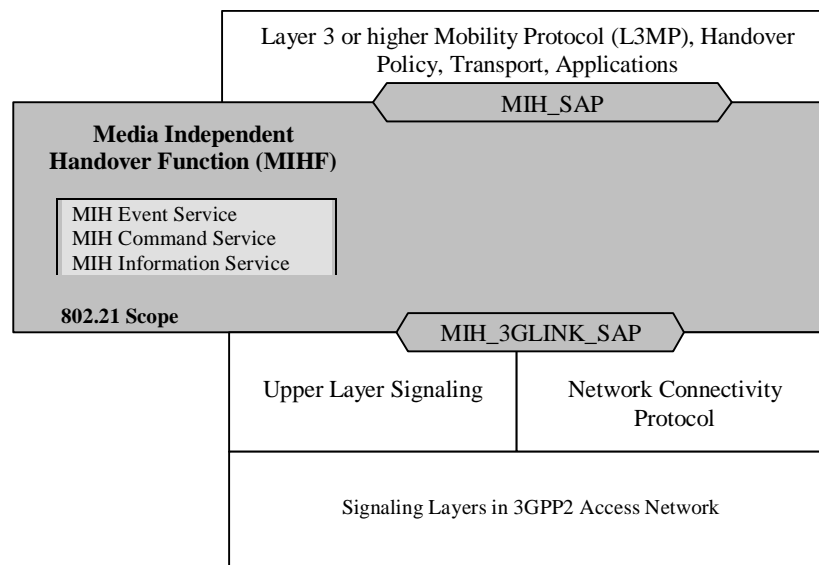 Layer 3 or higher Mobility Protocol (L3MP), Handover
Policy, Transport, Applications
MIH_SAP
Media Independent
Handover Function (MIHF)
MIH Event Service
MIH Command Service
MIH Information Service
802.21 Scope
MIH_3GLINK_SAP
Upper Layer Signaling
Network Connectivity
Protocol
Signaling Layers in 3GPP2 Access Network